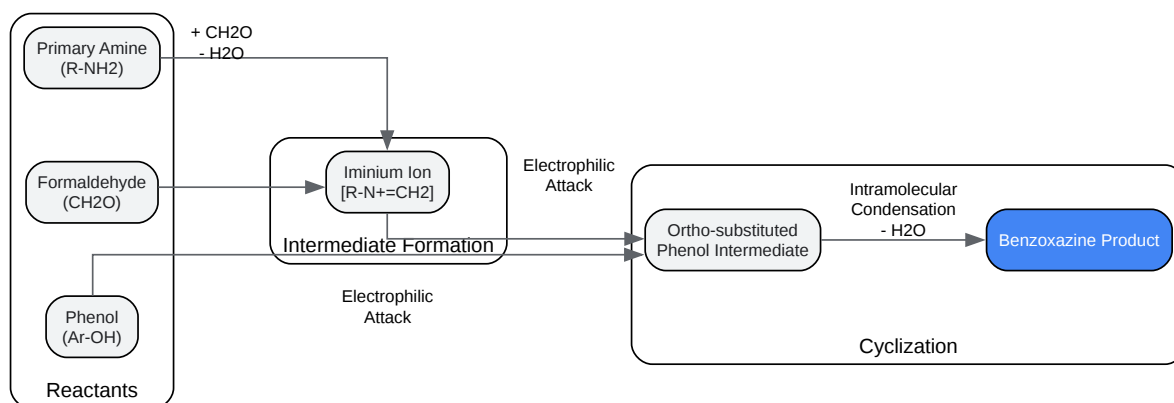 Primary Amine
(R-NH2)
+ CH2O
- H2O
Formaldehyde
(CH2O)
Phenol
(Ar-OH)
Reactants
Iminium Ion
[R-N+=CH2]
Intermediate Formation
Electrophilic
Attack
Electrophilic
Attack
Ortho-substituted
Phenol Intermediate
Intramolecular
Condensation
- H2O
Benzoxazine Product
Cyclization